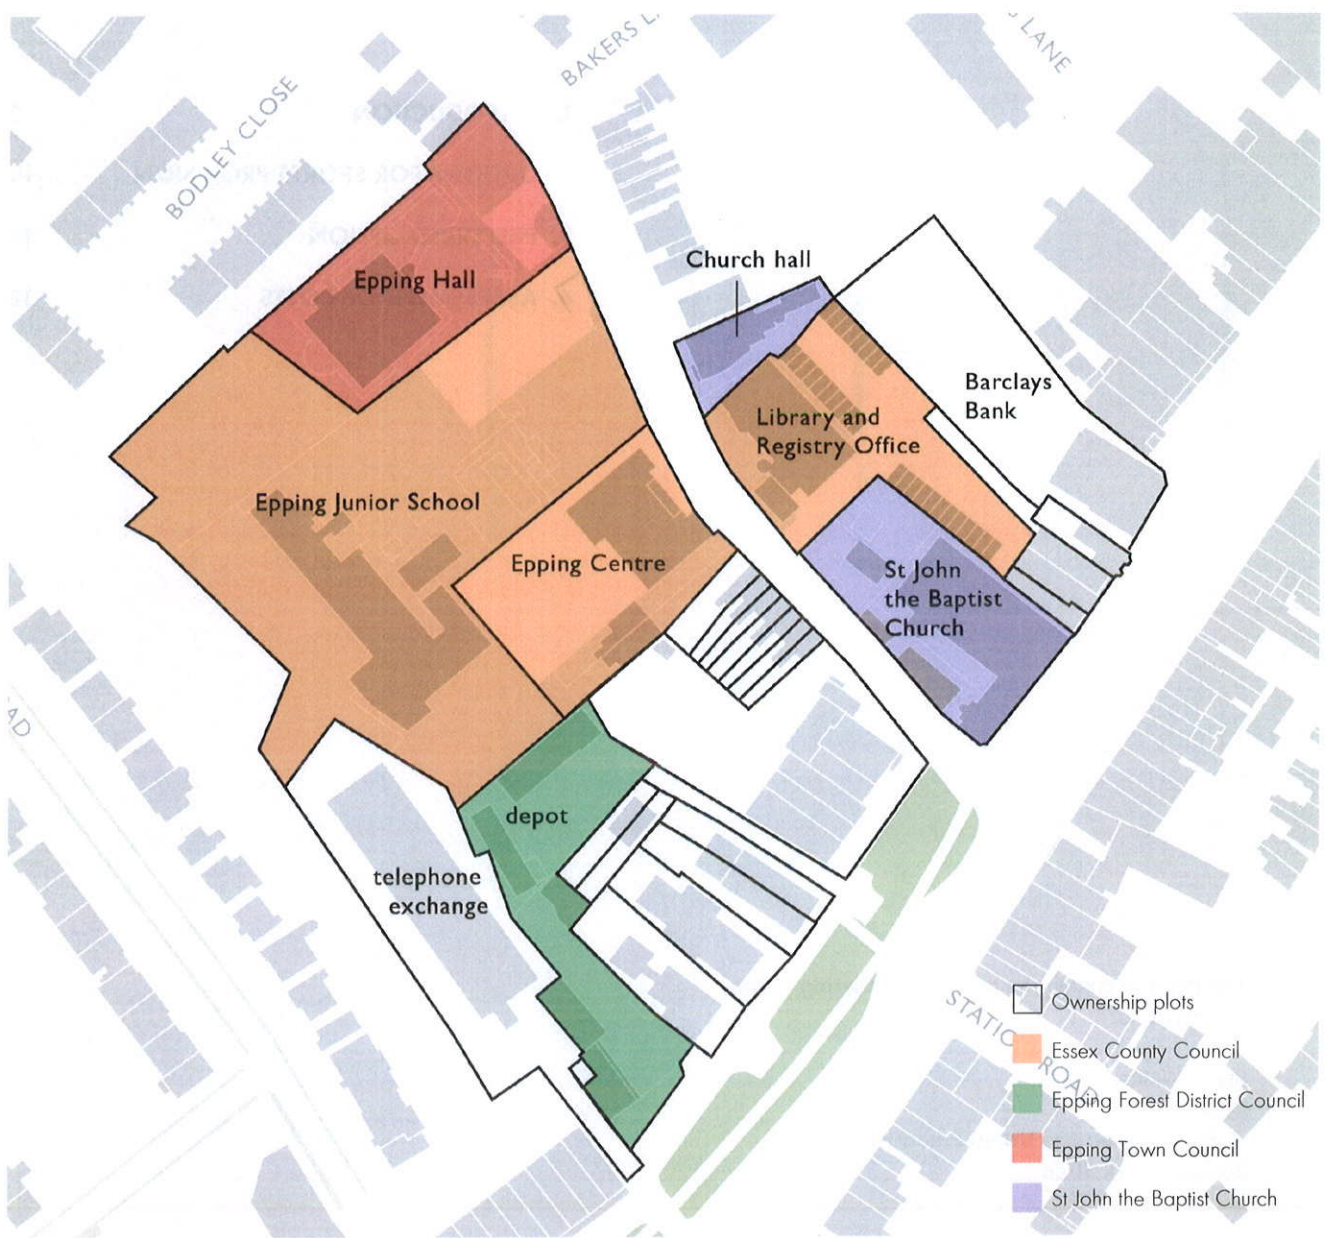 BAKERS L
S LANE
BODLEY CLOSE
Church hall
Epping Hall
Barclays
Bank
Library and
Registry Office
Epping Junior School
Epping Centre
St John
the Baptist
Church
AD
depot
telephone
exchange
STATION ROAD
Ownership plots
Essex County Council
Epping Forest District Council
Epping Town Council
St John the Baptist Church